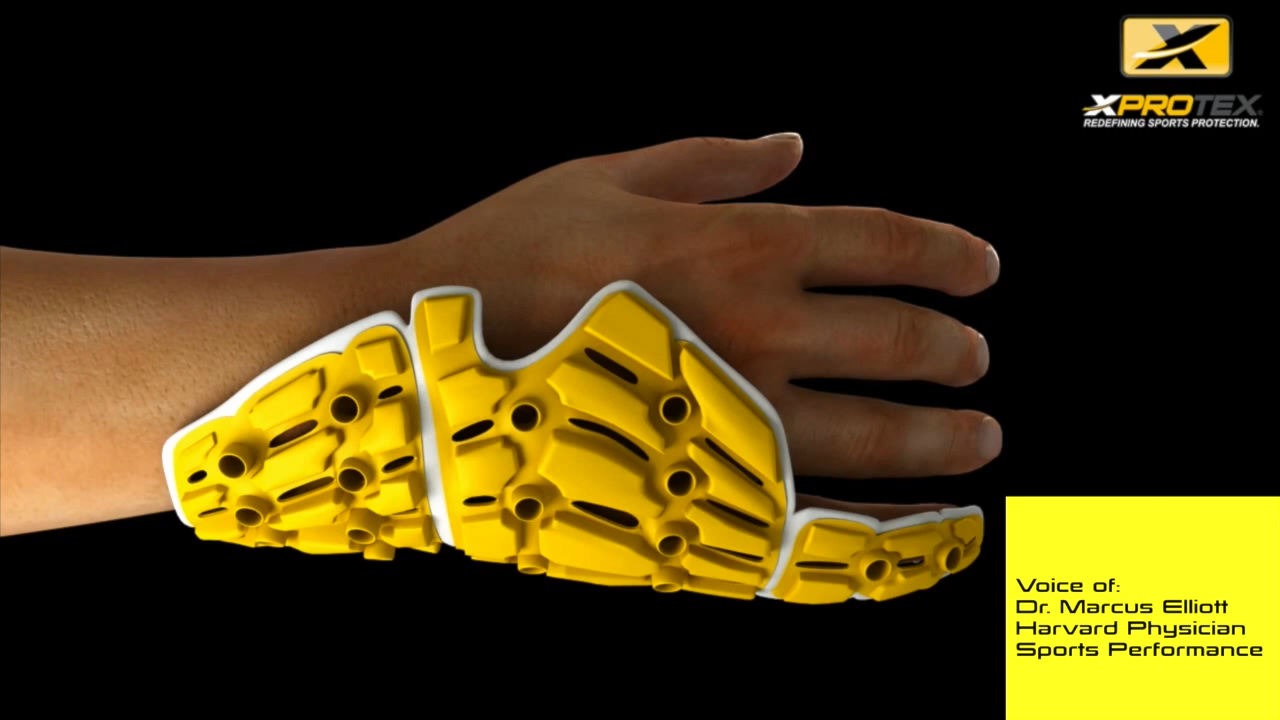 X
XPROTEX
REDEFINING SPORTS PROTECTION.
Voice of:
Dr. Marcus Elliott
Harvard Physician
Sports Performance